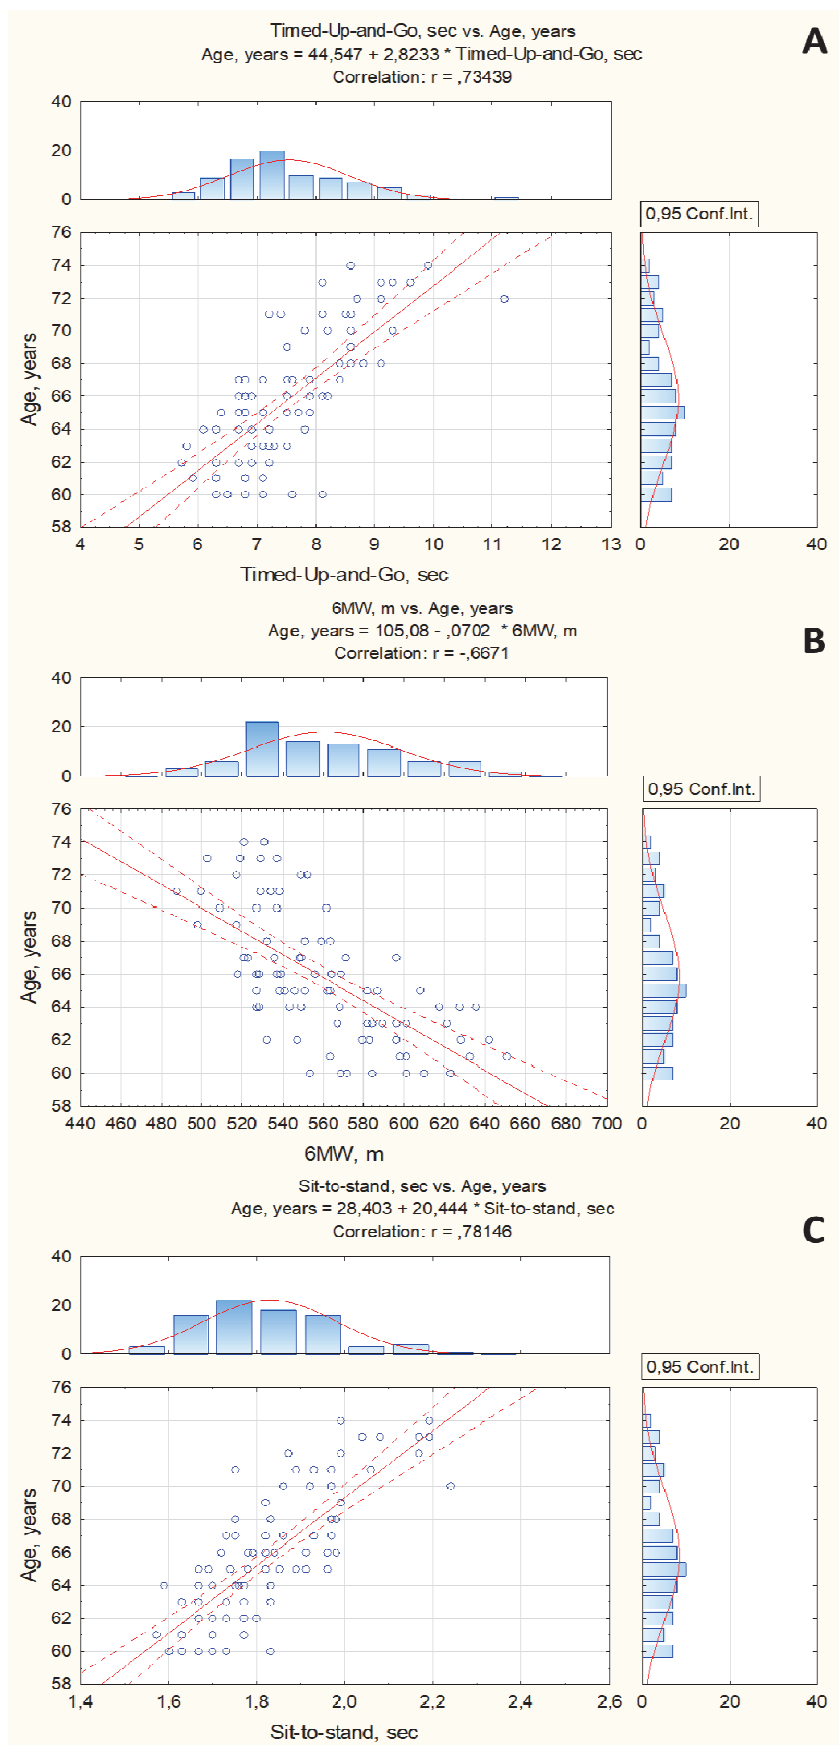 Timed-Up-and-Go, sec vs. Age, years
A
Age, years = 44,547 + 2,8233 * Timed-Up-and-Go, sec
Correlation: r = ,73439
40
20
0
0,95 Conf.Int.
76
74
72
70
68
66
64
62
60
58
Age, years
4 5 6 7 8 9 10 11 12 13
0 20 40
Timed-Up-and-Go, sec
6MW, m vs. Age, years
Age, years = 105,08 - ,0702 * 6MW, m
B
Correlation: r = -,6671
40
20
0
0,95 Conf.Int.
76
74
72
70
68
66
64
62
60
58
Age, years
440 460 480 500 520 540 560 580 600 620 640 660 680 700
0 20 40
6MW, m
Sit-to-stand, sec vs. Age, years
Age, years = 28,403 + 20,444 * Sit-to-stand, sec
Correlation: r = ,78146
C
40
20
0
0,95 Conf.Int.
76
74
72
70
68
66
64
62
60
58
Age, years
1,4 1,6 1,8 2,0 2,2 2,4 2,6
0 20 40
Sit-to-stand, sec